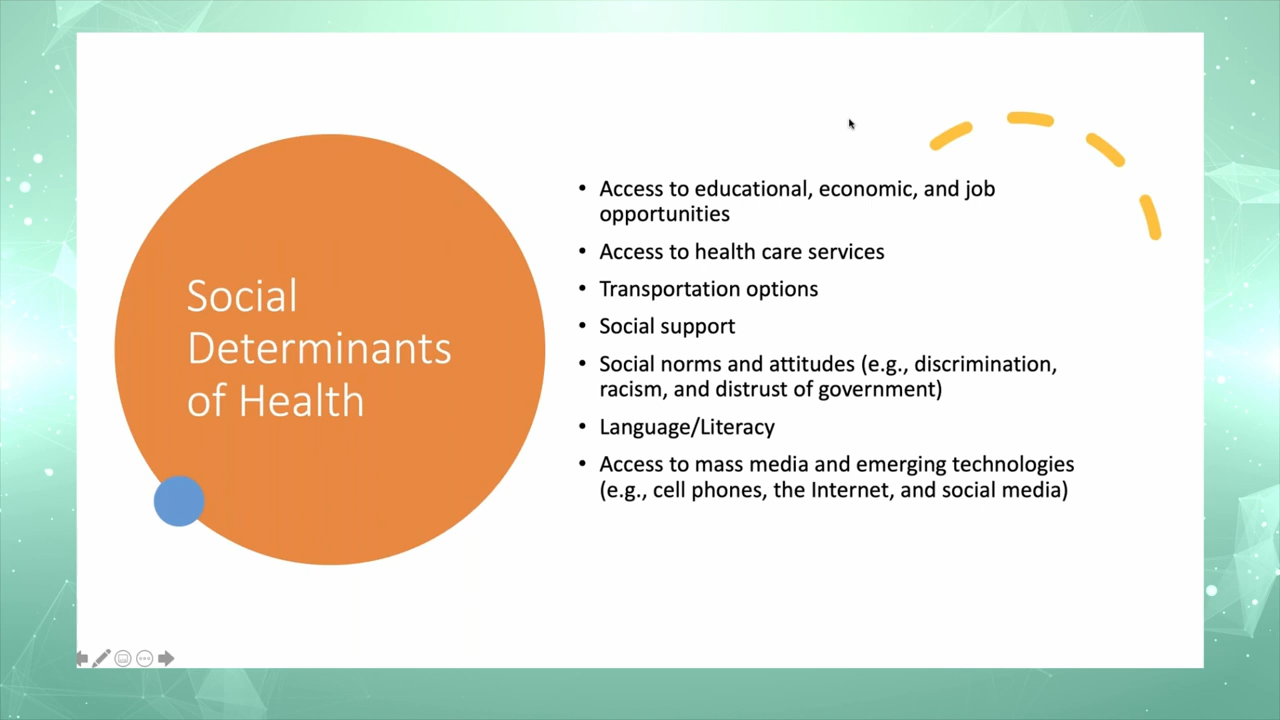 Social
Determinants
of Health
• Access to educational, economic, and job
opportunities
• Access to health care services
• Transportation options
• Social support
• Social norms and attitudes (e.g., discrimination,
racism, and distrust of government)
• Language/Literacy
• Access to mass media and emerging technologies
(e.g., cell phones, the Internet, and social media)